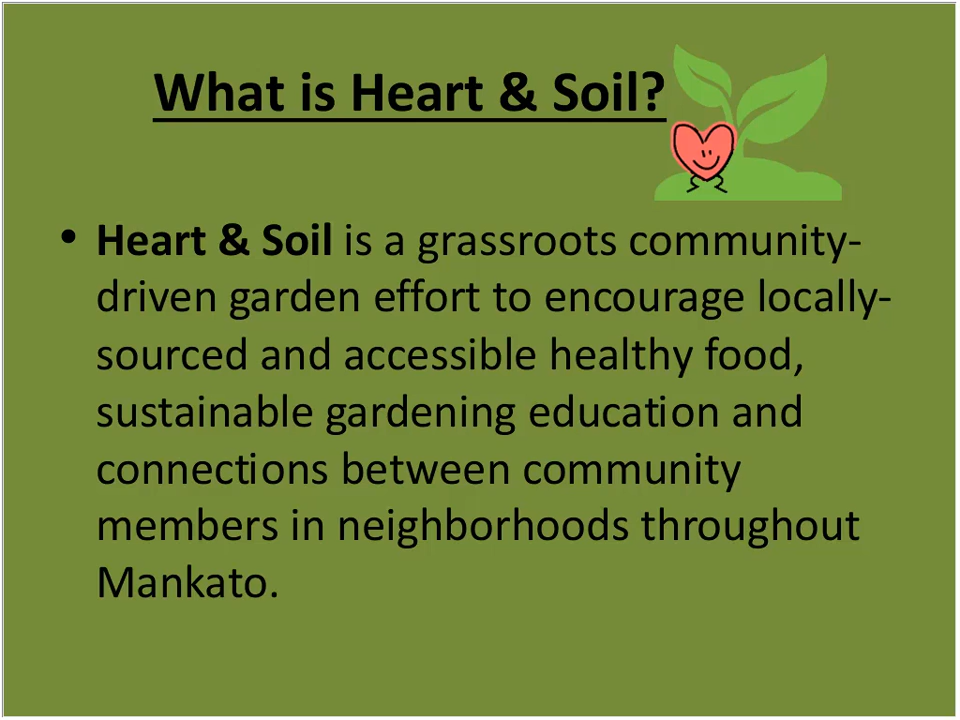 What is Heart & Soil?
• Heart & Soil is a grassroots community-
driven garden effort to encourage locally-
sourced and accessible healthy food,
sustainable gardening education and
connections between community
members in neighborhoods throughout
Mankato.